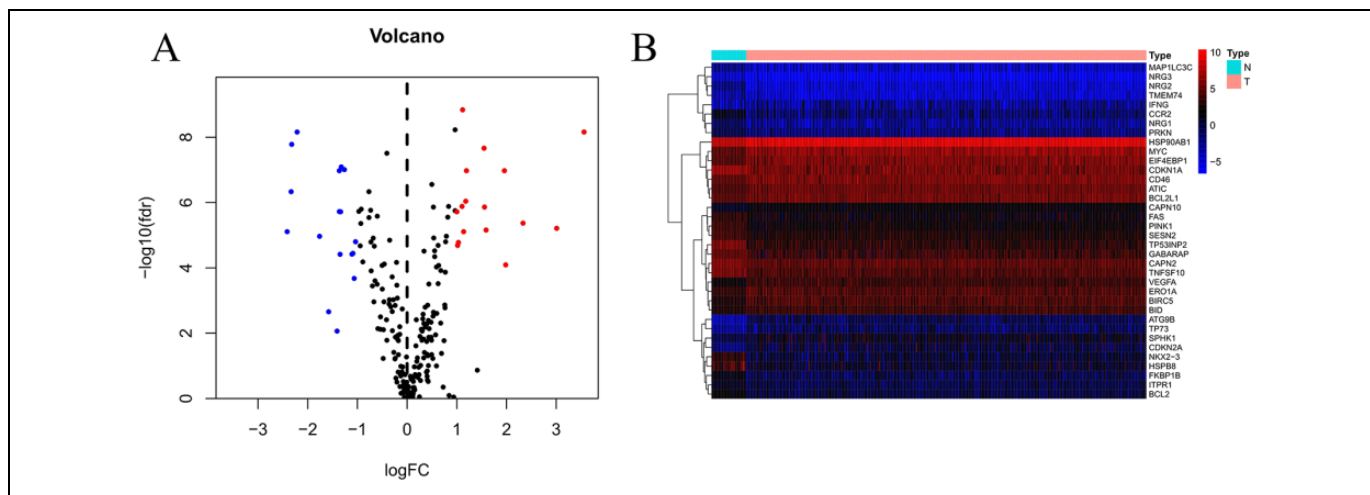 A
Volcano
−log10(fdr)
8
6
4
2
0
−3 −2 −1 0 1 2 3
logFC
B
Type
MAP1LC3C
NRG3
NRG2
TMEM74
IFNG
CCR2
NRG1
PRKN
HSP90AB1
MYC
EIF4EBP1
CDKN1A
CD46
ATIC
BCL2L1
CAPN10
FAS
PINK1
SESN2
TP53INP2
GABARAP
CAPN2
TNFSF10
VEGFA
ERO1A
BIRC5
BID
ATG9B
TP73
SPHK1
CDKN2A
NKX2−3
HSPB8
FKBP1B
ITPR1
BCL2
10
5
0
−5
Type
N
T